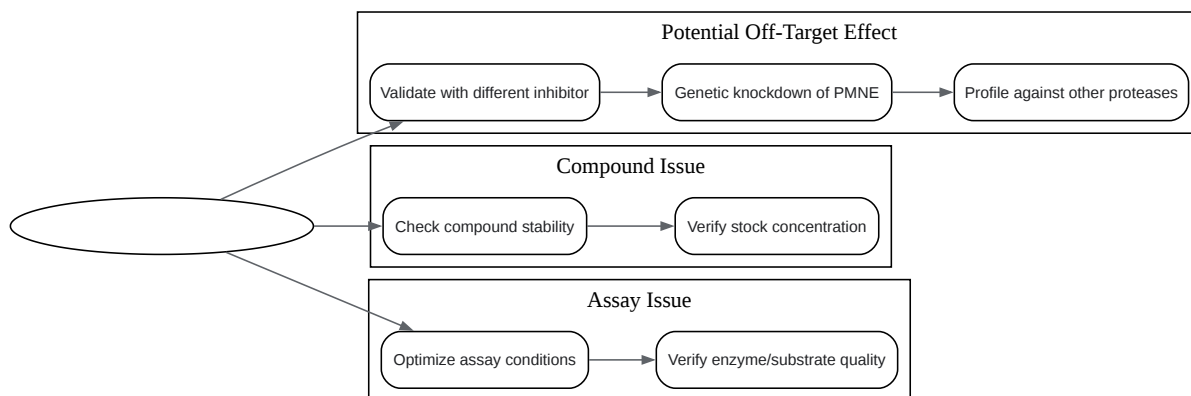 Potential Off-Target Effect
Validate with different inhibitor
Genetic knockdown of PMNE
Profile against other proteases
Compound Issue
Check compound stability
Verify stock concentration
Assay Issue
Optimize assay conditions
Verify enzyme/substrate quality